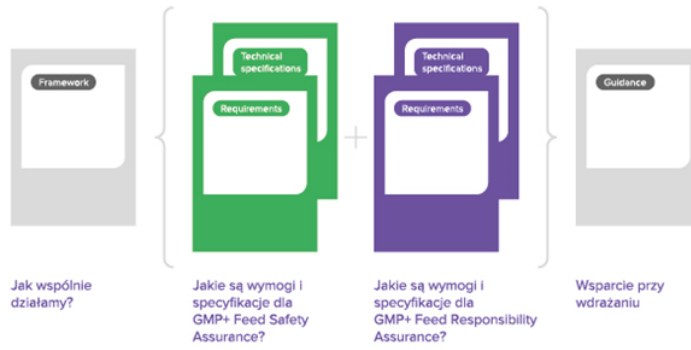 Framework
Technical
specifications
Requirements
Technical
specifications
Requirements
Guidance
Jak wspólnie
działamy?
Jakie są wymogi i
specyfikacje dla
GMP+ Feed Safety
Assurance?
Jakie są wymogi i
specyfikacje dla
GMP+ Feed Responsibility
Assurance?
Wsparcie przy
wdrażaniu